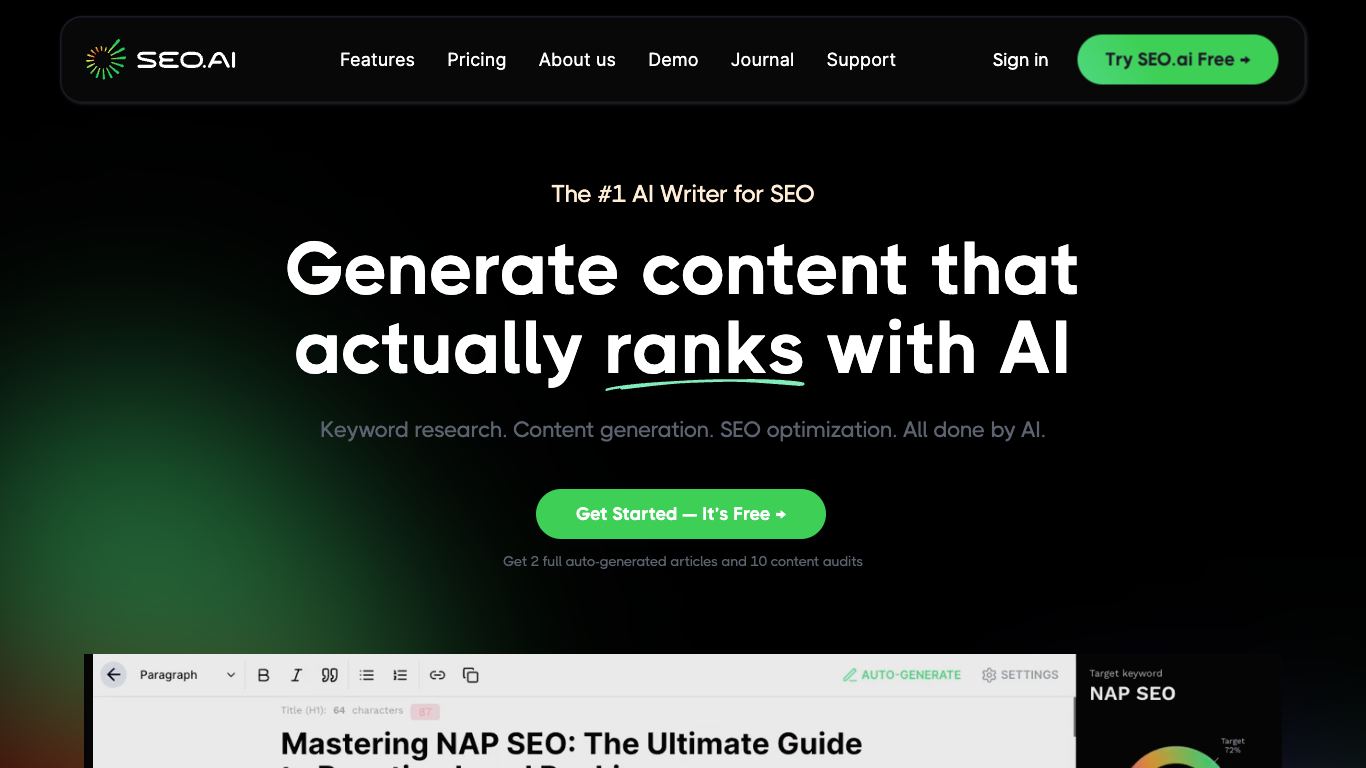 SEO.AI
Features Pricing About us Demo Journal Support Sign in Try SEO.ai Free →
The #1 AI Writer for SEO
Generate content that
actually ranks with AI
Keyword research. Content generation. SEO optimization. All done by AI.
Get Started — It's Free →
Get 2 full auto-generated articles and 10 content audits
Paragraph B I AUTO-GENERATE SETTINGS
Target keyword
NAP SEO
Title (H1): 64 characters 87
Mastering NAP SEO: The Ultimate Guide
Target
72%